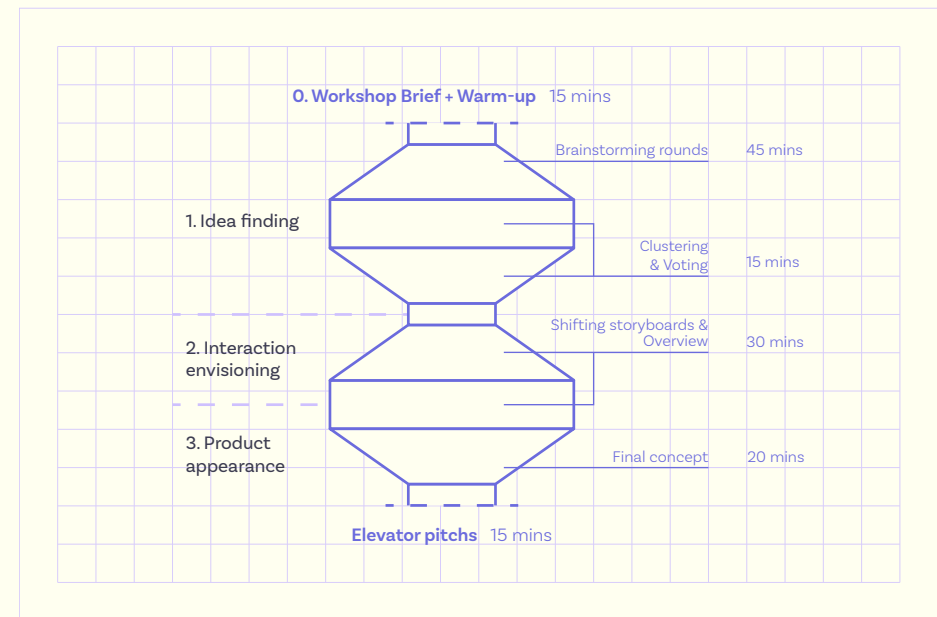 0. Workshop Brief + Warm-up 15 mins
Brainstorming rounds 45 mins
1. Idea finding
Clustering
& Voting 15 mins
Shifting storyboards &
Overview 30 mins
2. Interaction
envisioning
3. Product
appearance
Final concept 20 mins
Elevator pitchs 15 mins